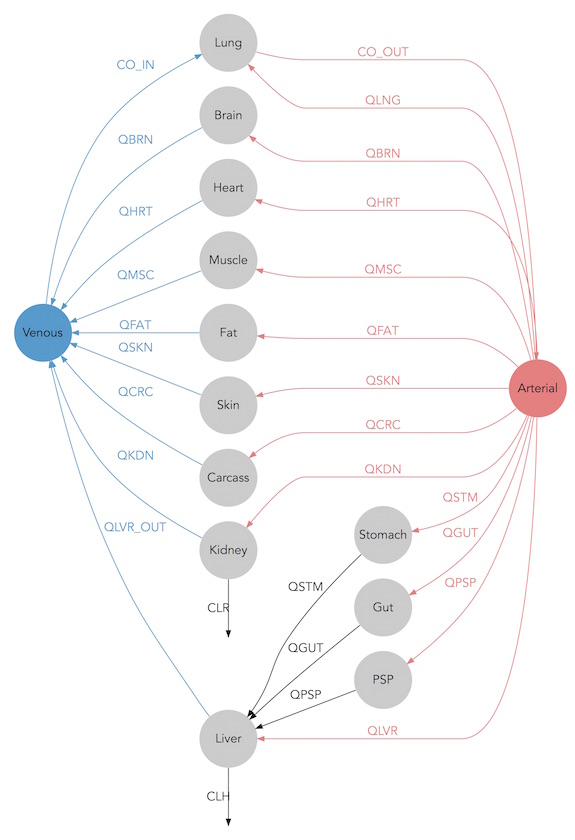 Lung
CO_OUT
CO_IN
QLNG
Brain
QBRN
QBRN
Heart
QHRT
QHRT
Muscle
QMSC
QMSC
Venous
QFAT
Fat
QFAT
QSKN
QSKN
Arterial
QCRC
Skin
QCRC
QKDN
Carcass
QKDN
QSTM
QLVR_OUT
Stomach
QGUT
Kidney
QPSP
QSTM
CLR
Gut
QGUT
PSP
QPSP
QLVR
Liver
CLH